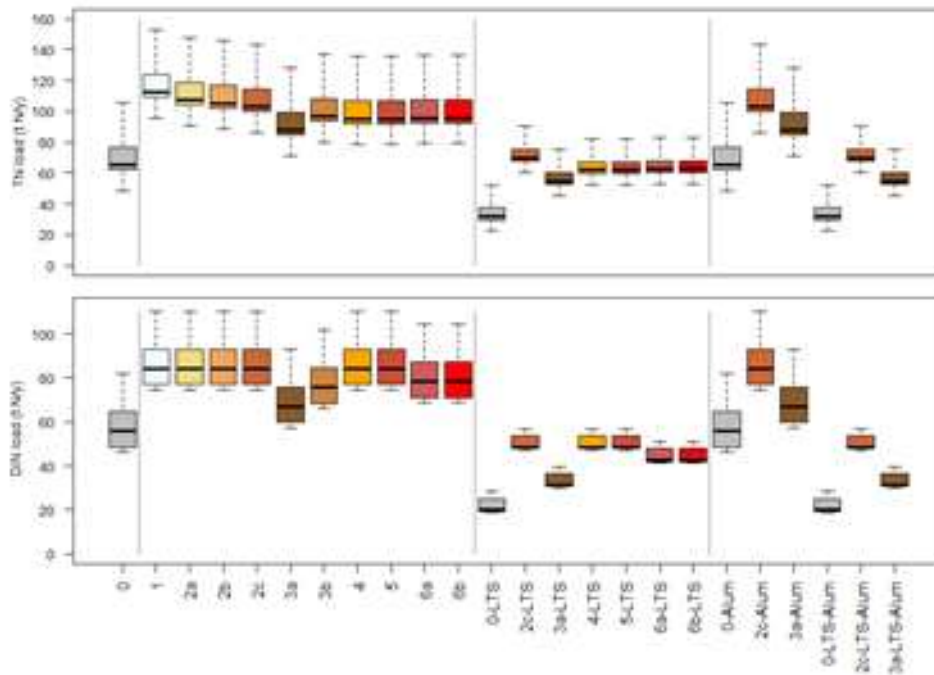 160
140
120
100
80
60
40
20
0
TN load (t N/y)
100
80
60
40
20
0
DIN load (t N/y)
0
1
2a
2b
2c
3a
3b
4
5
6a
6b
0-LTS
2c-LTS
3a-LTS
4-LTS
5-LTS
6a-LTS
6b-LTS
0-Alum
2c-Alum
3a-Alum
0-LTS-Alum
2c-LTS-Alum
3a-LTS-Alum